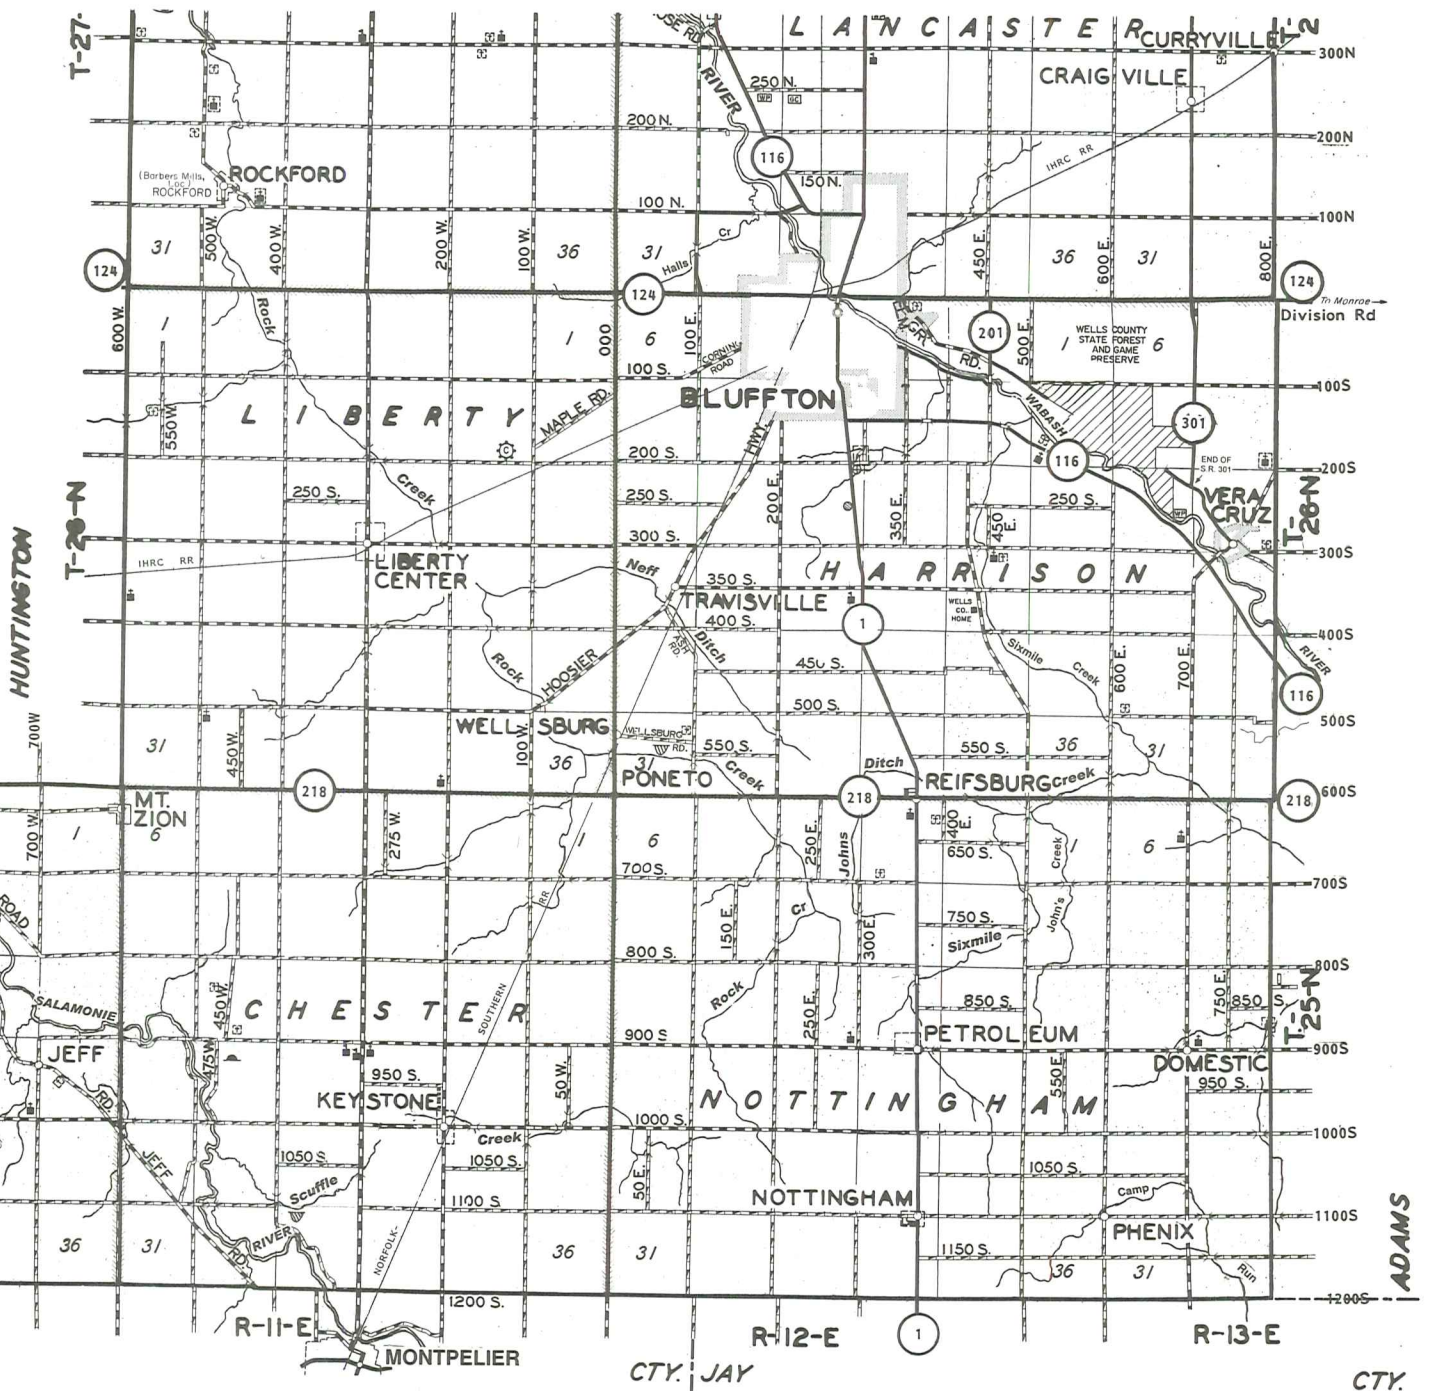 T-27-
LANCASTER
CURRYVILLE
T-2
300N
CRAIGVILLE
RIVER
250 N.
WP
GC
200 N.
200N
116
IHRC RR
(Barbers Mills, Loc)
ROCKFORD
ROCKFORD
150 N.
100 N.
100N
31
500 W.
400 W.
200 W.
100 W.
36
31
Cr
Halls
450 E.
36
600 E.
31
800 E.
124
124
124
To Monroe
Division Rd
600 W.
1
Rock
1
000
6
100 E.
CORNING ROAD
201
RD.
500 E.
1
WELLS COUNTY
STATE FOREST
AND GAME
PRESERVE
6
100 S.
100S
LIBERTY
MAPLE RD.
BLUFFTON
WABASH
301
550 W.
HWY.
C
200 S.
116
END OF
S.R. 301
200S
250 S.
Creek
250 S.
200 E.
350 E.
450 E.
250 S.
VERA
CRUZ
T-26-N
T-26-N
HUNTINGTON
300 S.
300S
IHRC RR
LIBERTY
CENTER
Neff
350 S.
HARRISON
TRAVISVILLE
WELLS
CO.
HOME
400 S.
1
400S
ASH RD.
Ditch
Sixmile
Creek
Rock
HOOSIER
450 S.
600 E.
700 E.
RIVER
116
500 S.
500S
WELLSBURG
WELLSBURG
RD.
700W
31
450 W.
100 W.
36
31
550 S.
550 S.
36
31
PONETO
Creek
Ditch
REIFSBURG
Creek
600S
218
218
218
MT.
ZION
700 W.
1
6
275 W.
1
6
250 E.
Johns
400 E.
650 S.
Creek
1
6
700 S.
700S
ROAD
RR
Cr
150 E.
300 E.
750 S.
Sixmile
John's
800 S.
800S
SALAMONIE
450 W.
CHESTER
SOUTHERN
Rock
250 E.
850 S.
750 E.
850 S.
T-25-N
JEFF
475 W.
900 S
PETROLEUM
900S
DOMESTIC
RD.
950 S.
50 W.
550 E.
950 S.
KEYSTONE
NOTTINGHAM
1000 S.
1000S
Creek
JEFF
1050 S.
1050 S.
50 E.
1050 S.
Scuffle
1100 S.
NOTTINGHAM
Camp
1100S
PHENIX
36
31
RD.
RIVER
NORFOLK-
36
31
1150 S.
36
31
Run
ADAMS
1200 S.
1200S
R-11-E
R-12-E
1
R-13-E
MONTPELIER
CTY. JAY
CTY.